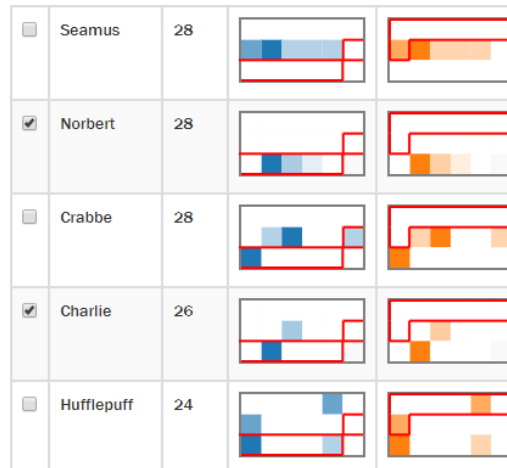 Seamus 28
Norbert 28
Crabbe 28
Charlie 26
Hufflepuff 24